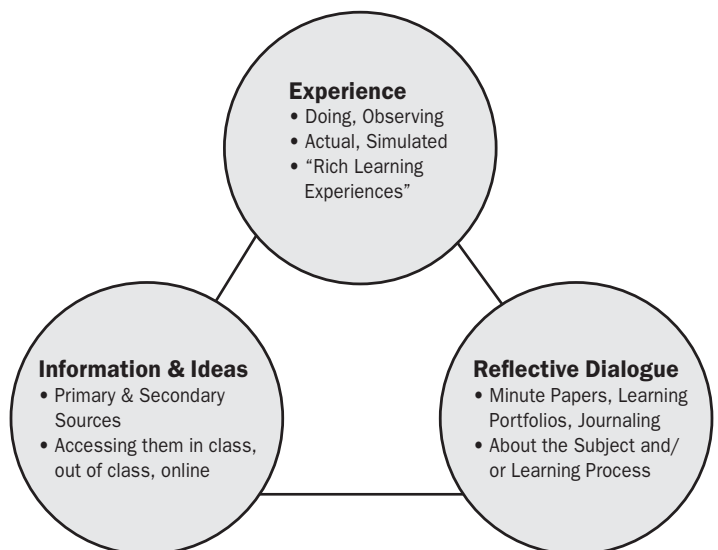 Experience
• Doing, Observing
• Actual, Simulated
• “Rich Learning
Experiences”
Information & Ideas
• Primary & Secondary
Sources
• Accessing them in class,
out of class, online
Reflective Dialogue
• Minute Papers, Learning
Portfolios, Journaling
• About the Subject and/
or Learning Process